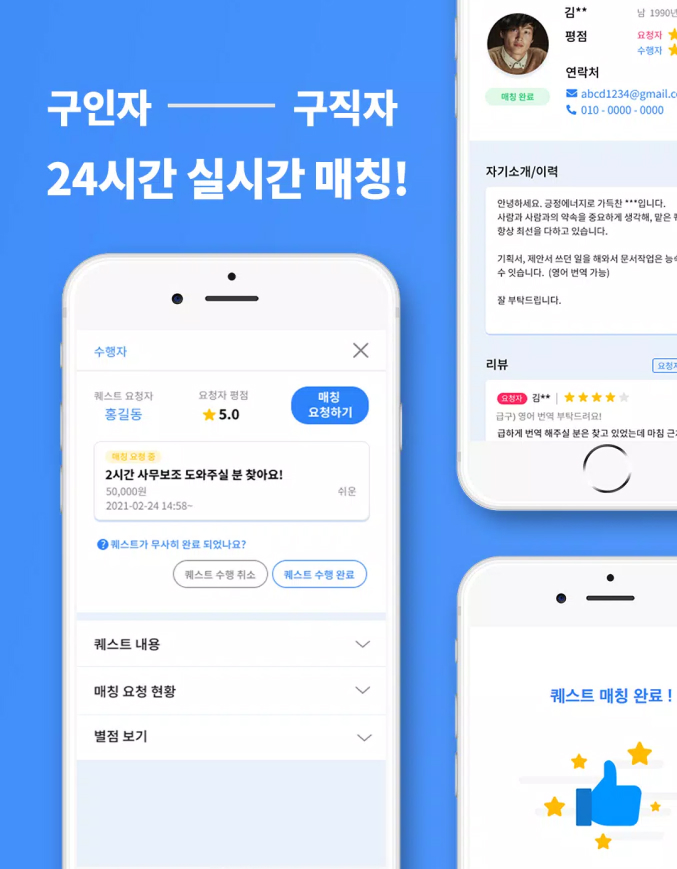 구인자 구직자
24시간 실시간 매칭!
수행자
퀘스트 요청자
홍길동
요청자 평점
5.0
매칭
요청하기
매칭 요청 중
2시간 사무보조 도와주실 분 찾아요!
50,000원
쉬운
2021-02-24 14:58~
? 퀘스트가 무사히 완료 되었나요?
퀘스트 수행 취소
퀘스트 수행 완료
퀘스트 내용
매칭 요청 현황
별점 보기
김**
남 1990년
평점
요청자
수행자
연락처
매칭 완료
abcd1234@gmail.co
010 - 0000 - 0000
자기소개/이력
안녕하세요. 긍정에너지로 가득찬 ***입니다.
사람과 사람과의 약속을 중요하게 생각해, 맡은
항상 최선을 다하고 있습니다.
기획서, 제안서 쓰던 일을 해와서 문서작업은
수 있읏니다. (영어 번역 가능)
잘 부탁드립니다.
리뷰
요청자
요청자 김** |
급구) 영어 번역 부탁드려요!
급하게 번역 해주실 분은 찾고 있었는데 마침
퀘스트 매칭 완료 !